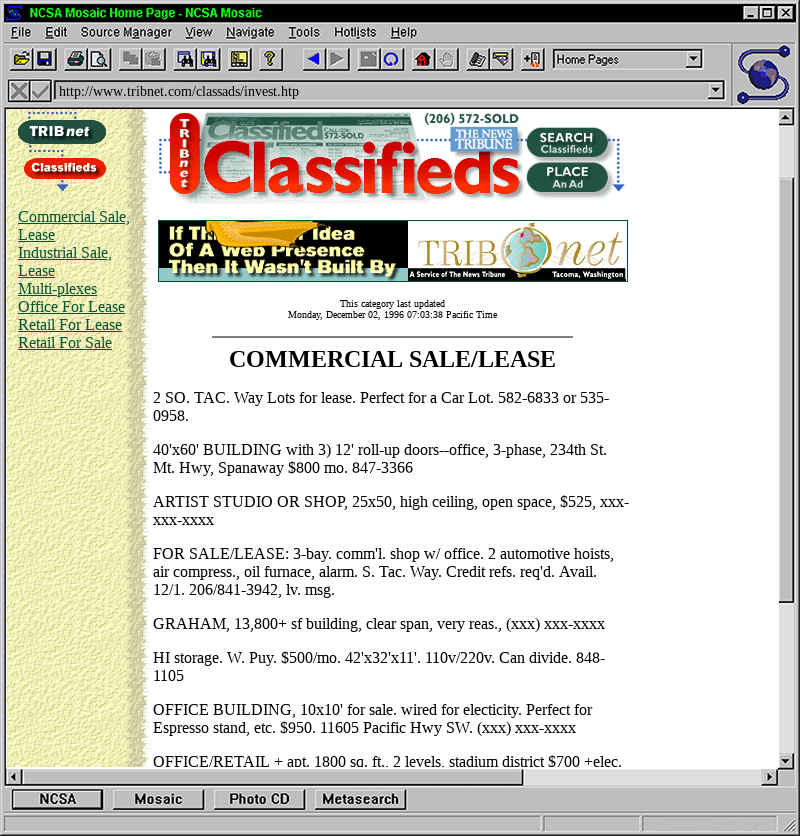 NCSA Mosaic Home Page - NCSA Mosaic
File Edit Source Manager View Navigate Tools Hotlists Help
Home Pages
http://www.tribnet.com/classads/invest.htp
TRIBnet
Classifieds
Commercial Sale,
Lease
Industrial Sale,
Lease
Multi-plexes
Office For Lease
Retail For Lease
Retail For Sale
TRIBnet
Classified
CALL (206)
572-SOLD
(206) 572-SOLD
THE NEWS
TRIBUNE
Classifieds
SEARCH
Classifieds
PLACE
An Ad
If Th Idea
Of A Web Presence
Then It Wasn't Built By
TRIBnet
A Service of The News Tribune Tacoma, Washington
This category last updated
Monday, December 02, 1996 07:03:38 Pacific Time
COMMERCIAL SALE/LEASE
2 SO. TAC. Way Lots for lease. Perfect for a Car Lot. 582-6833 or 535-
0958.
40'x60' BUILDING with 3) 12' roll-up doors--office, 3-phase, 234th St.
Mt. Hwy, Spanaway $800 mo. 847-3366
ARTIST STUDIO OR SHOP, 25x50, high ceiling, open space, $525, xxx-
xxx-xxxx
FOR SALE/LEASE: 3-bay. comm'l. shop w/ office. 2 automotive hoists,
air compress., oil furnace, alarm. S. Tac. Way. Credit refs. req'd. Avail.
12/1. 206/841-3942, lv. msg.
GRAHAM, 13,800+ sf building, clear span, very reas., (xxx) xxx-xxxx
HI storage. W. Puy. $500/mo. 42'x32'x11'. 110v/220v. Can divide. 848-
1105
OFFICE BUILDING, 10x10' for sale. wired for electicity. Perfect for
Espresso stand, etc. $950. 11605 Pacific Hwy SW. (xxx) xxx-xxxx
OFFICE/RETAIL + apt. 1800 sq. ft., 2 levels, stadium district $700 +elec.
NCSA Mosaic Photo CD Metasearch